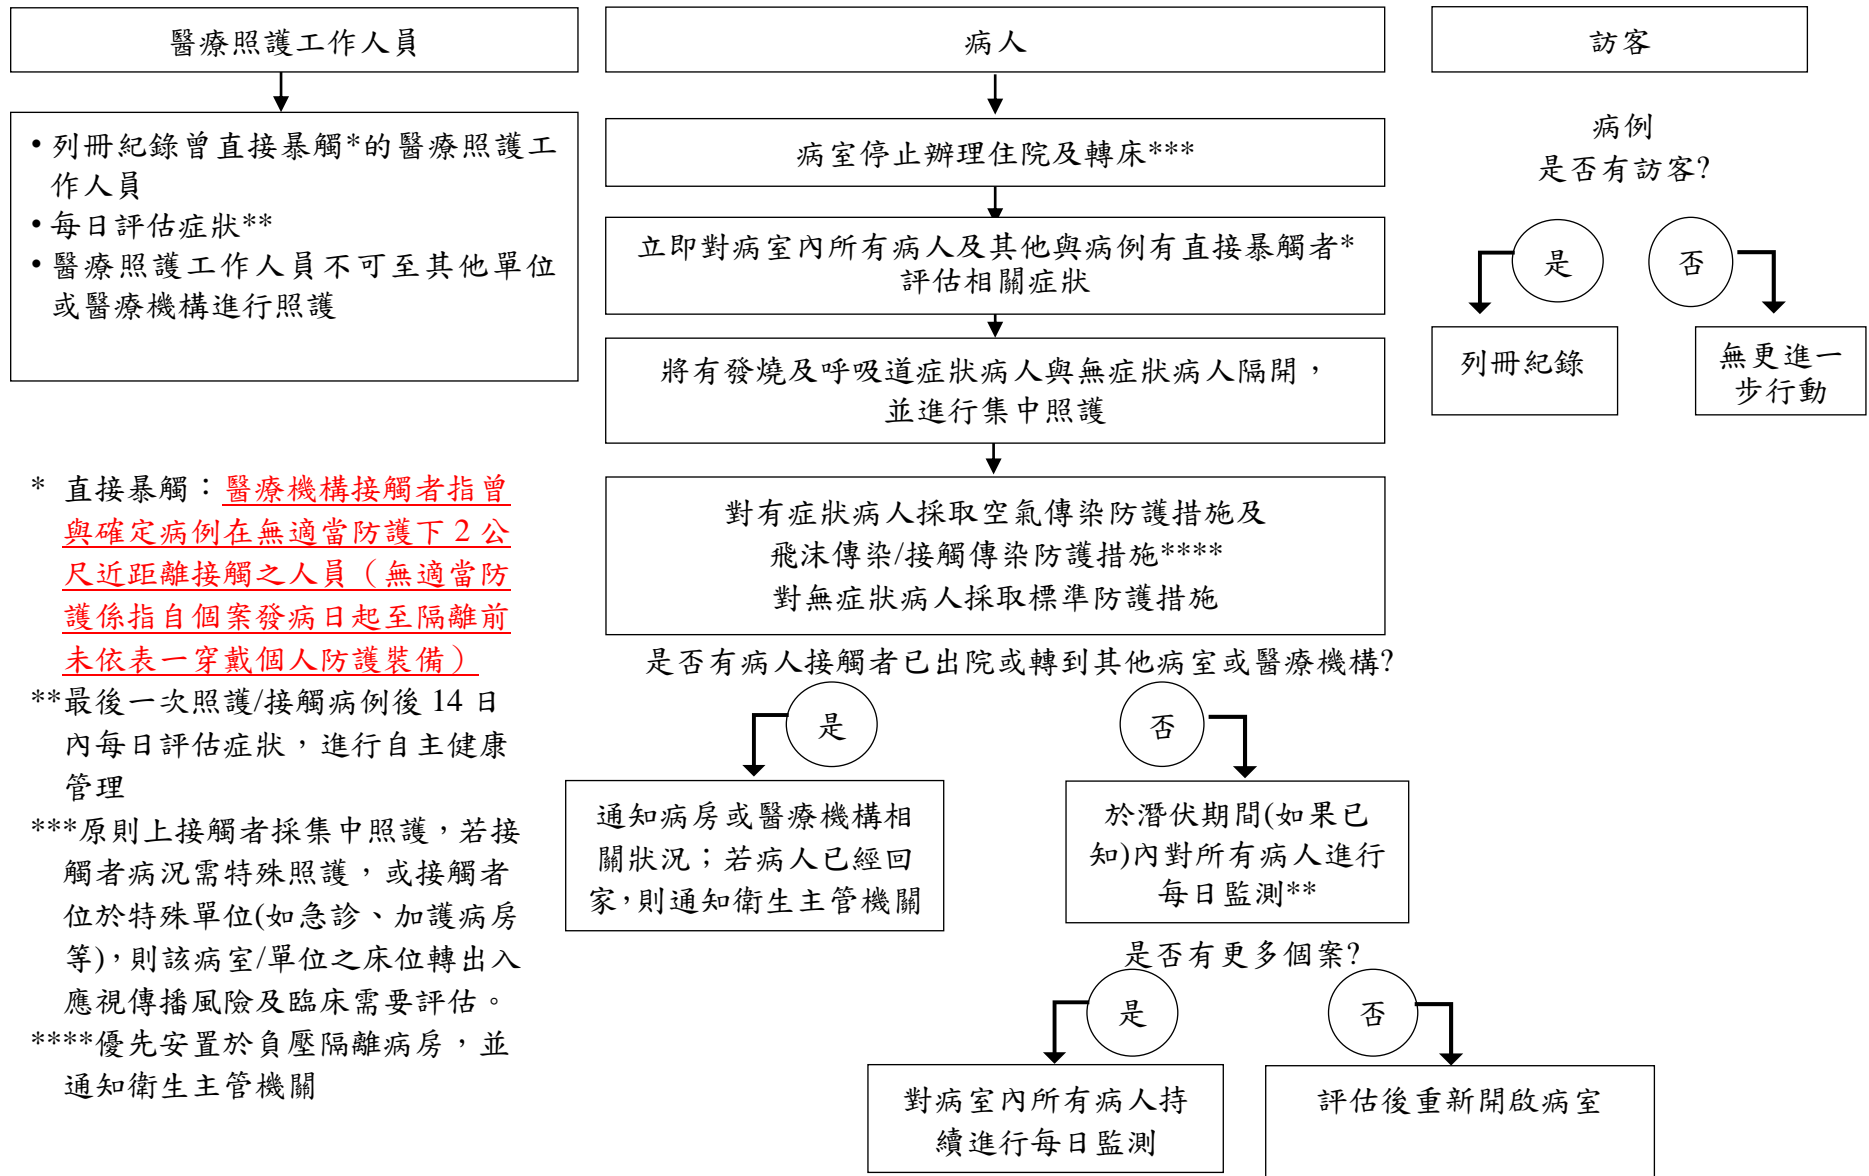 醫療照護工作人員
•列冊紀錄曾直接暴觸*的醫療照護工
作人員
•每日評估症狀**
•醫療照護工作人員不可至其他單位
或醫療機構進行照護
* 直接暴觸：醫療機構接觸者指曾
與確定病例在無適當防護下 2 公
尺近距離接觸之人員（無適當防
護係指自個案發病日起至隔離前
未依表一穿戴個人防護裝備）
**最後一次照護/接觸病例後 14 日
內每日評估症狀，進行自主健康
管理
***原則上接觸者採集中照護，若接
觸者病況需特殊照護，或接觸者
位於特殊單位(如急診、加護病房
等)，則該病室/單位之床位轉出入
應視傳播風險及臨床需要評估。
****優先安置於負壓隔離病房，並
通知衛生主管機關
病人
病室停止辦理住院及轉床***
立即對病室內所有病人及其他與病例有直接暴觸者*
評估相關症狀
將有發燒及呼吸道症狀病人與無症狀病人隔開，
並進行集中照護
對有症狀病人採取空氣傳染防護措施及
飛沫傳染/接觸傳染防護措施****
對無症狀病人採取標準防護措施
是否有病人接觸者已出院或轉到其他病室或醫療機構?
是
否
通知病房或醫療機構相
關狀況；若病人已經回
家，則通知衛生主管機關
於潛伏期間(如果已
知)內對所有病人進行
每日監測**
是否有更多個案?
是
否
對病室內所有病人持
續進行每日監測
評估後重新開啟病室
訪客
病例
是否有訪客?
是
否
列冊紀錄
無更進一
步行動